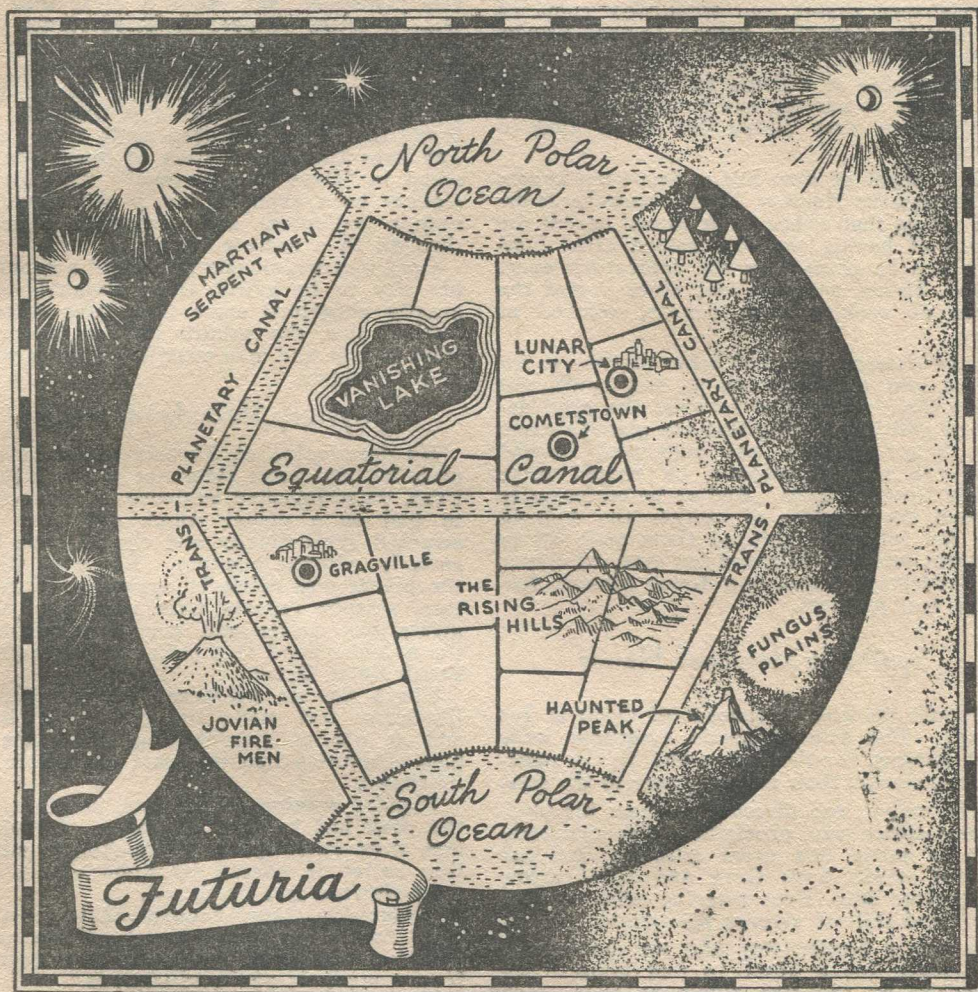 North Polar
Ocean
MARTIAN
SERPENT MEN
TRANS-PLANETARY CANAL
VANISHING
LAKE
LUNAR
CITY
COMETSTOWN
TRANS-PLANETARY CANAL
Equatorial Canal
GRAGVILLE
THE
RISING
HILLS
FUNGUS
PLAINS
HAUNTED
PEAK
JOVIAN
FIRE-
MEN
South Polar
Ocean
Futuria